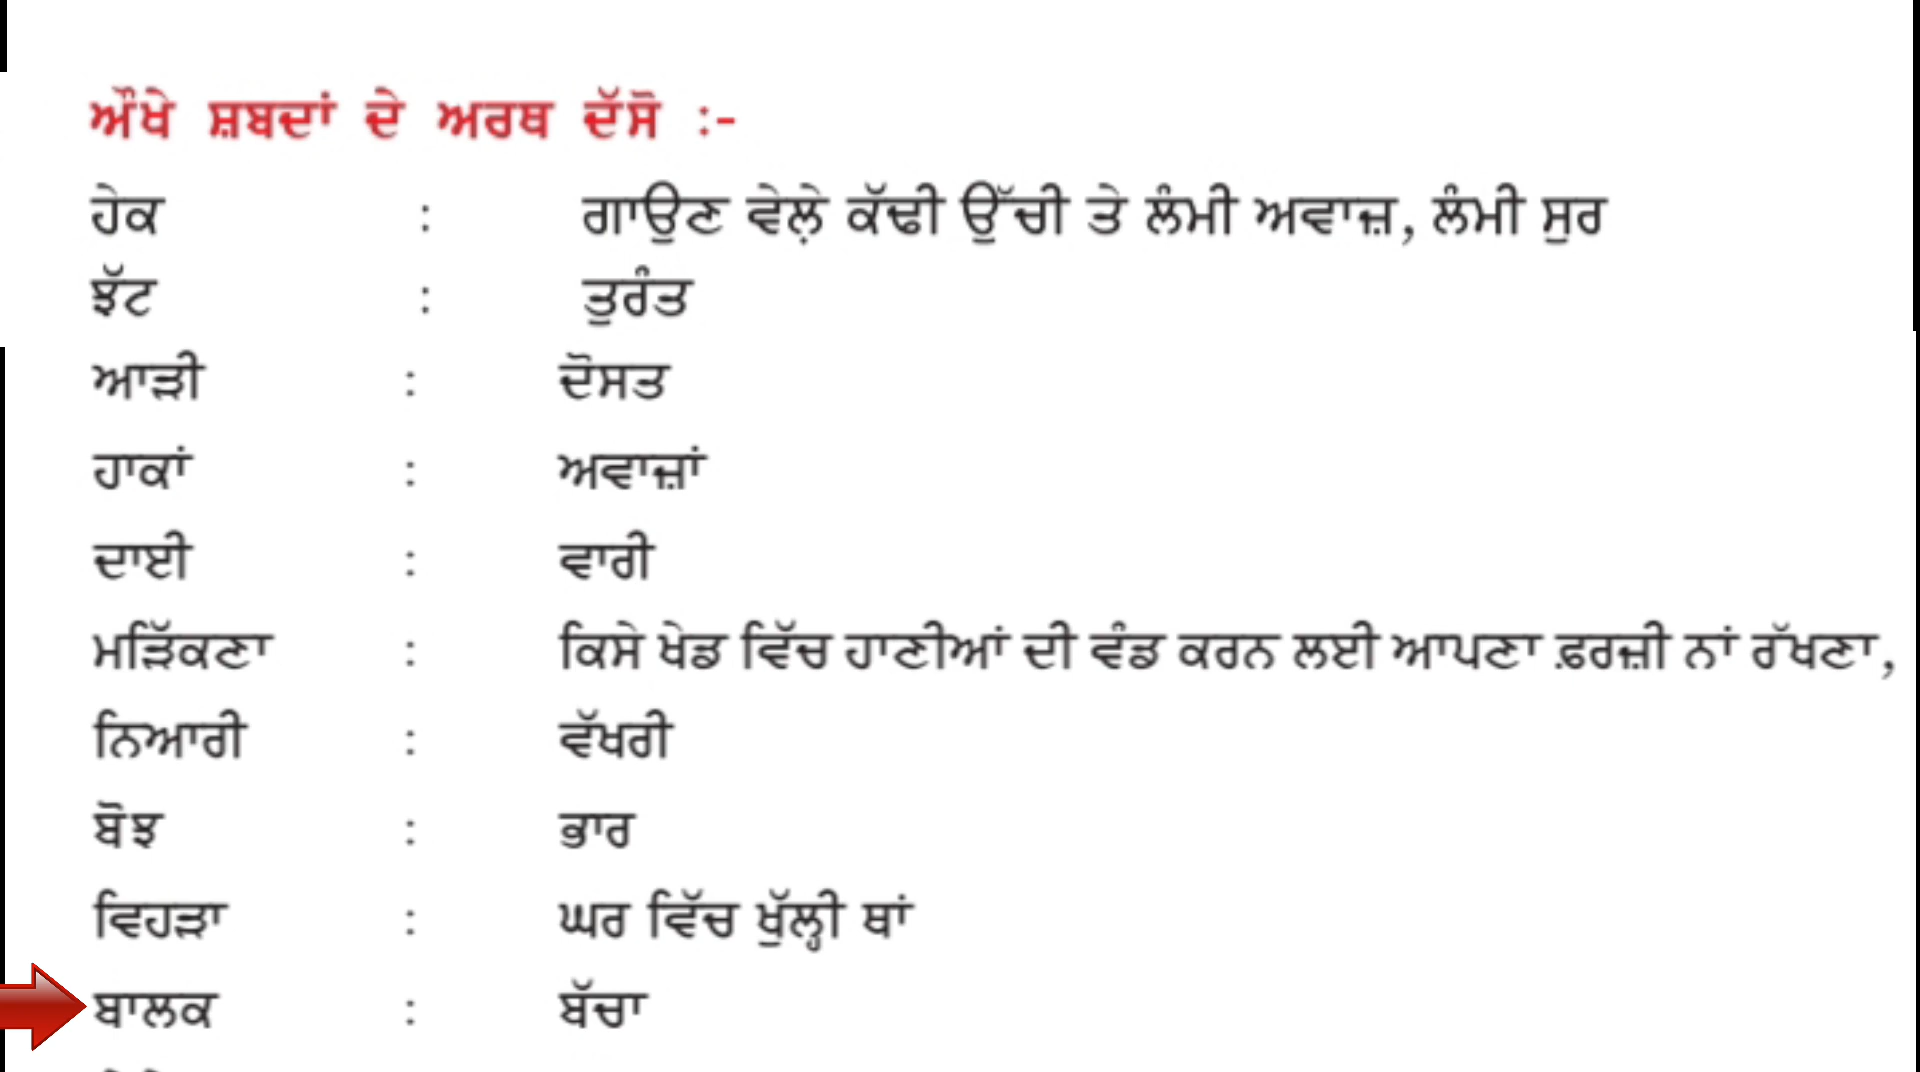 ਔਖੇ ਸ਼ਬਦਾਂ ਦੇ ਅਰਥ ਦੱਸੋ :-
ਹੇਕ : ਗਾਉਣ ਵੇਲ਼ੇ ਕੱਢੀ ਉੱਚੀ ਤੇ ਲੰਮੀ ਅਵਾਜ਼, ਲੰਮੀ ਸੁਰ
ਝੱਟ : ਤੁਰੰਤ
ਆੜੀ : ਦੋਸਤ
ਹਾਕਾਂ : ਅਵਾਜ਼ਾਂ
ਦਾਈ : ਵਾਰੀ
ਮੜਿੱਕਣਾ : ਕਿਸੇ ਖੇਡ ਵਿੱਚ ਹਾਣੀਆਂ ਦੀ ਵੰਡ ਕਰਨ ਲਈ ਆਪਣਾ ਫ਼ਰਜ਼ੀ ਨਾਂ ਰੱਖਣਾ,
ਨਿਆਰੀ : ਵੱਖਰੀ
ਬੋਝ : ਭਾਰ
ਵਿਹੜਾ : ਘਰ ਵਿੱਚ ਖੁੱਲ੍ਹੀ ਥਾਂ
ਬਾਲਕ : ਬੱਚਾ